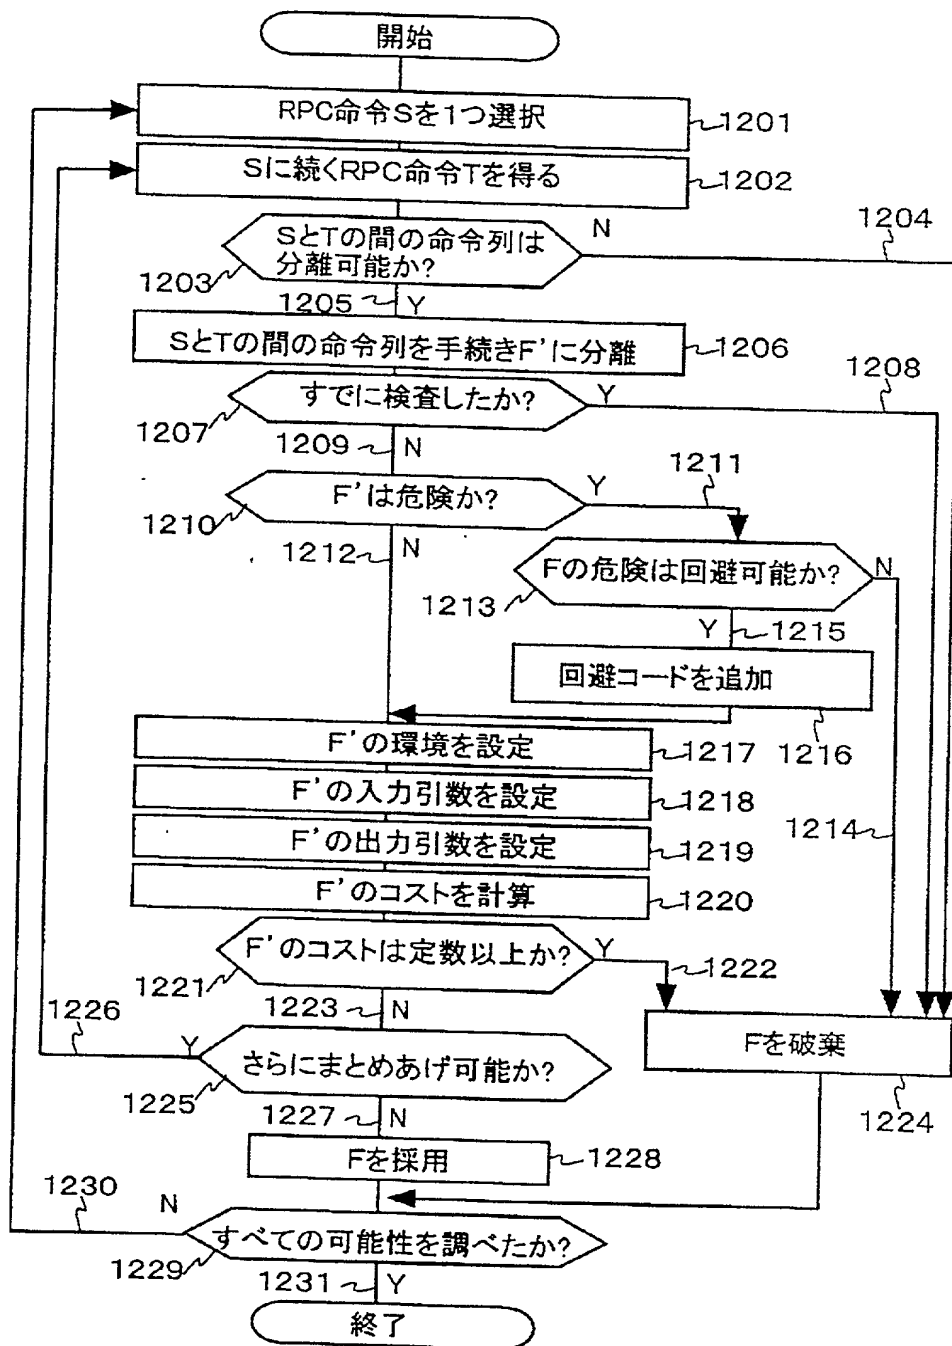 開始
RPC命令Sを1つ選択
1201
Sに続くRPC命令Tを得る
1202
SとTの間の命令列は
分離可能か?
N
1204
1203
1205
Y
SとTの間の命令列を手続きF'に分離
1206
1208
すでに検査したか?
Y
1207
1209
N
1211
F'は危険か?
Y
1210
1212
N
Fの危険は回避可能か?
N
1213
Y
1215
回避コードを追加
1216
F'の環境を設定
1217
F'の入力引数を設定
1218
1214
F'の出力引数を設定
1219
F'のコストを計算
1220
F'のコストは定数以上か?
Y
1222
1221
1223
N
1226
Y
さらにまとめあげ可能か?
Fを破棄
1225
1224
1227
N
Fを採用
1228
1230
N
すべての可能性を調べたか?
1229
1231
Y
終了